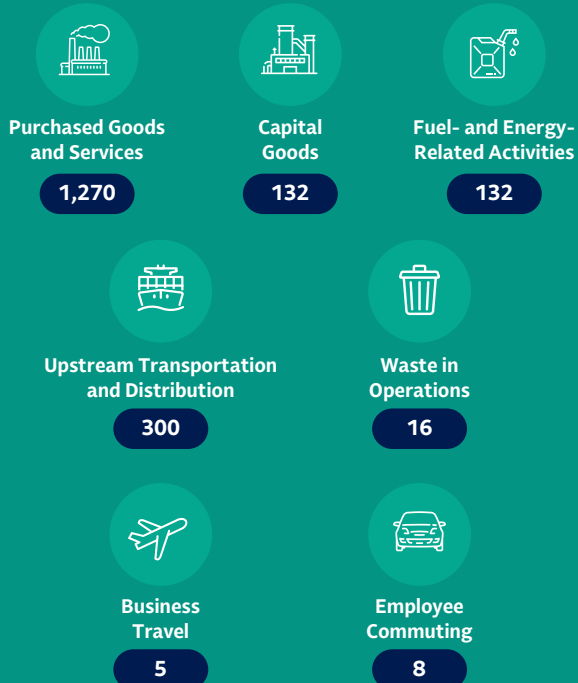 Purchased Goods
and Services
1,270
Capital
Goods
132
Fuel- and Energy-
Related Activities
132
Upstream Transportation
and Distribution
300
Waste in
Operations
16
Business
Travel
5
Employee
Commuting
8